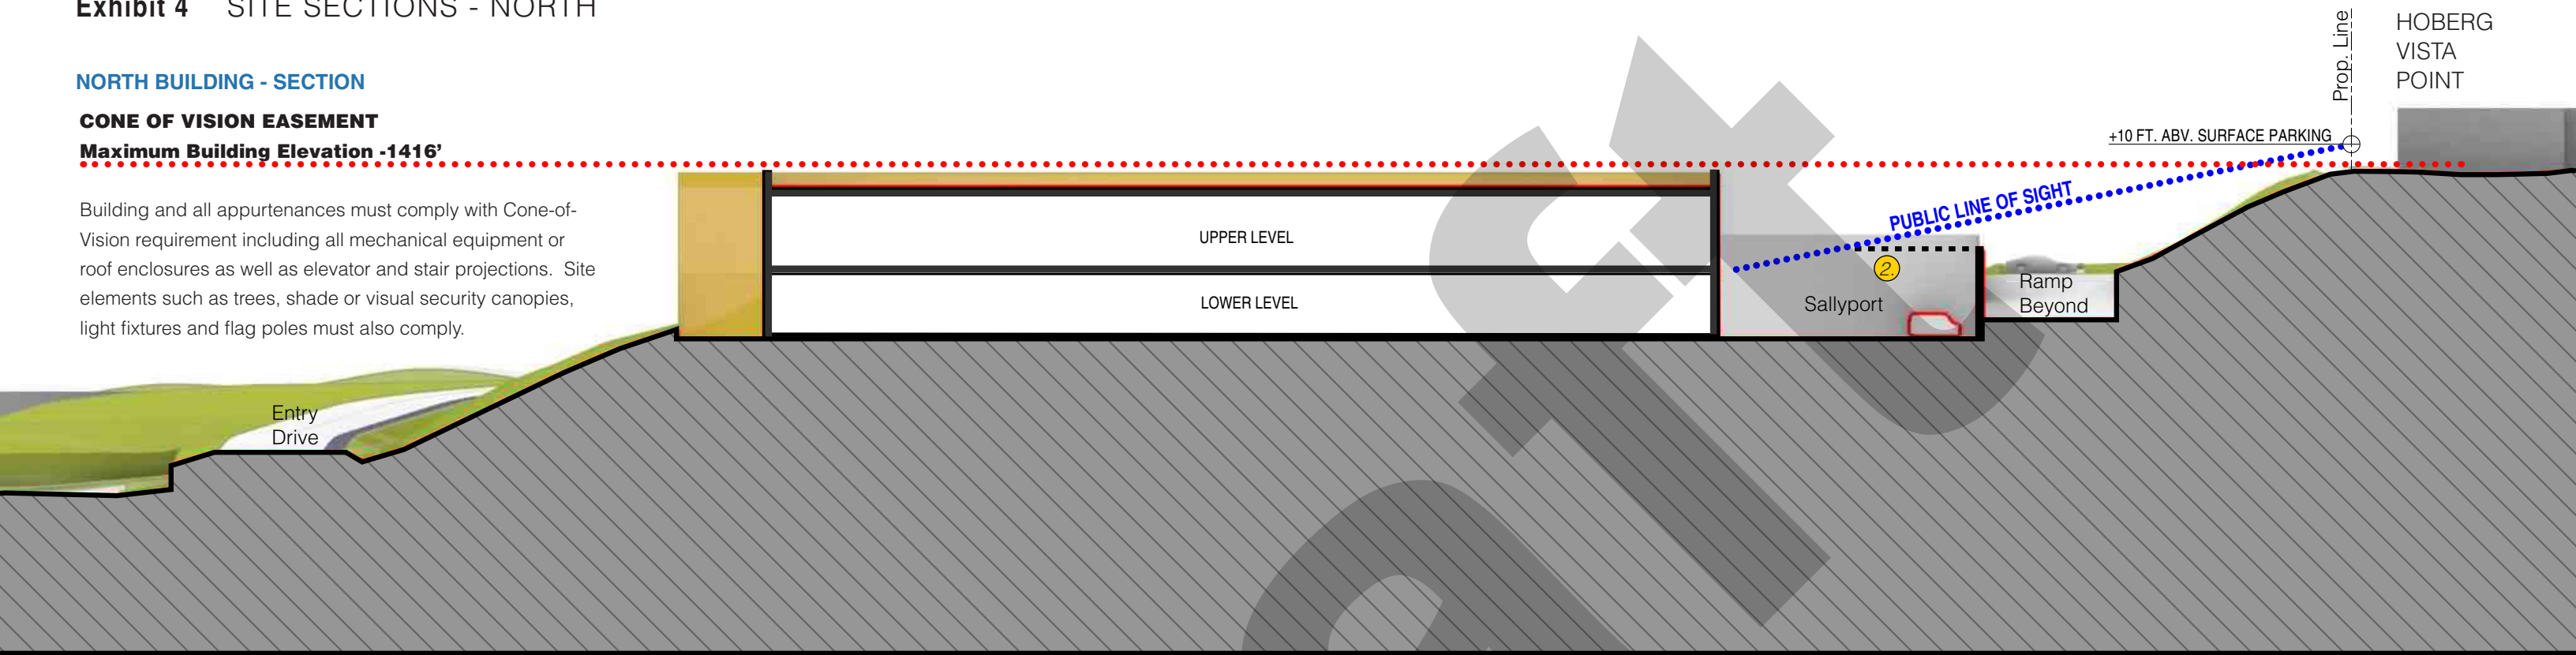 Exhibit 4 SITE SECTIONS - NORTH
NORTH BUILDING - SECTION
CONE OF VISION EASEMENT
Maximum Building Elevation -1416’
Building and all appurtenances must comply with Cone-of-
Vision requirement including all mechanical equipment or
roof enclosures as well as elevator and stair projections. Site
elements such as trees, shade or visual security canopies,
light fixtures and flag poles must also comply.
Entry
Drive
UPPER LEVEL
LOWER LEVEL
PUBLIC LINE OF SIGHT
2.
Sallyport
Ramp
Beyond
+10 FT. ABV. SURFACE PARKING
Prop. Line
HOBERG
VISTA
POINT
aft